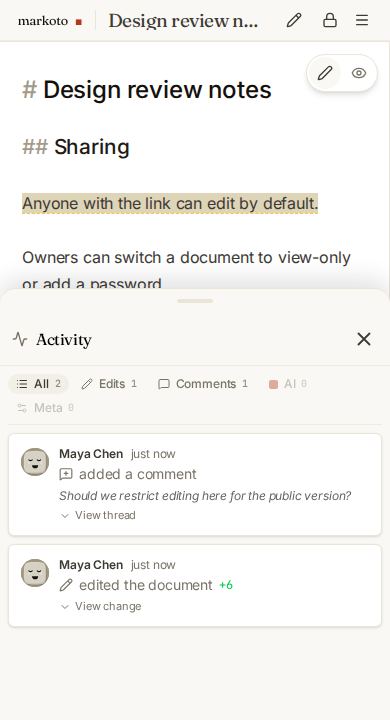 markoto
Design review n...
# Design review notes
## Sharing
Anyone with the link can edit by default.
Owners can switch a document to view-only
or add a password
Activity
All 2
Edits 1
Comments 1
AI 0
Meta 0
Maya Chen just now
added a comment
Should we restrict editing here for the public version?
View thread
Maya Chen just now
edited the document +6
View change